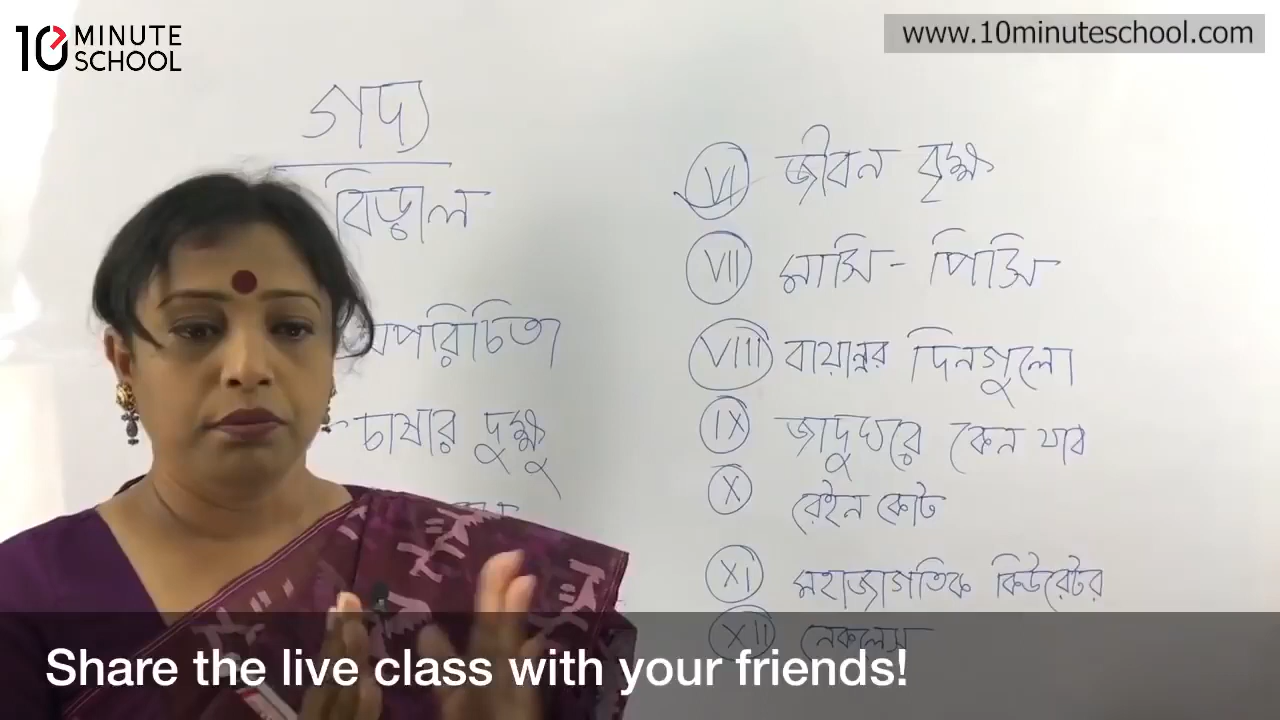 10 MINUTE
SCHOOL
www.10minuteschool.com
গদ্য
বিড়াল
অপরিচিতা
চাষার দুক্ষু
VI জীবন বৃক্ষ
VII মাসি - পিসি
VIII বায়ান্নর দিনগুলো
IX জাদুঘরে কেন যাব
X রেইন কোট
XI মহাজাগতিক কিউরেটর
XII নেকলেস
Share the live class with your friends!